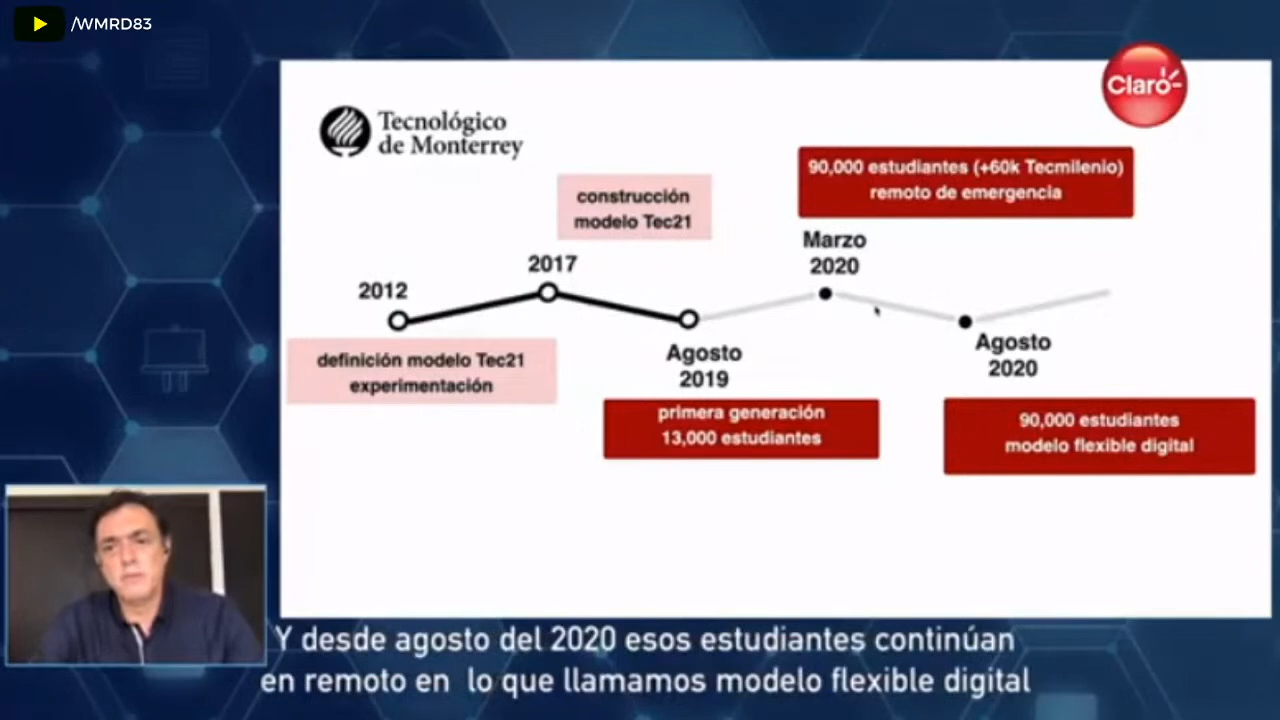 /WMRD83
Claro
Tecnológico
de Monterrey
90,000 estudiantes (+60k Tecmilenio)
remoto de emergencia
construcción
modelo Tec21
Marzo
2020
2017
2012
Agosto
2019
Agosto
2020
definición modelo Tec21
experimentación
primera generación
13,000 estudiantes
90,000 estudiantes
modelo flexible digital
Y desde agosto del 2020 esos estudiantes continúan
en remoto en lo que llamamos modelo flexible digital